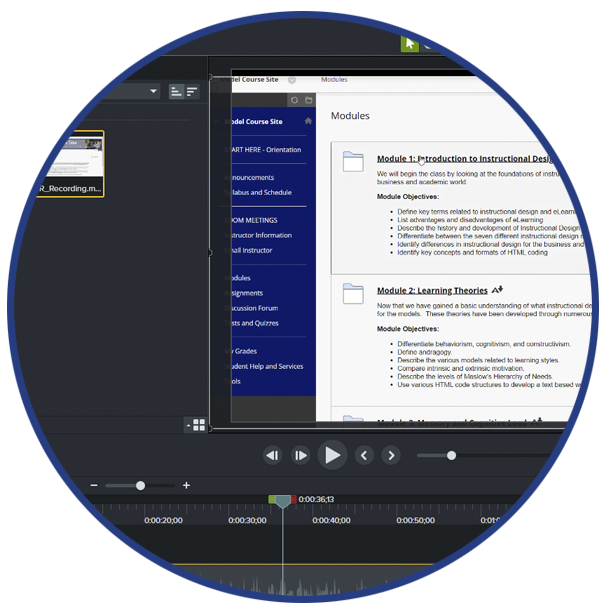 del Course Site
Modules
Modules
odel Course Site
TART HERE - Orientation
nnouncements
llabus and Schedule
OOM MEETINGS
structor Information
mail Instructor
odules
ssignments
scussion Forum
sts and Quizzes
y Grades
tudent Help and Services
ools
Module 1: Introduction to Instructional Desig
We will begin the class by looking at the foundations of instru
business and academic world.
Module Objectives:
Define key terms related to instructional design and eLearn
List advantages and disadvantages of eLearning
Describe the history and development of Instructional Design
Differentiate between the seven different instructional design
Identify differences in instructional design for the business and
Identify key concepts and formats of HTML coding
Module 2: Learning Theories
Now that we have gained a basic understanding of what instructional de
for the models. These theories have been developed through numerous
Module Objectives:
Differentiate behaviorism, cognitivism, and constructivism.
Define andragogy.
Describe the various models related to learning styles.
Compare intrinsic and extrinsic motivation.
Describe the levels of Maslow's Hierarchy of Needs.
Use various HTML code structures to develop a text based w
R_Recording.m...
0:00:36;13
0:00:20;00
0:00:30;00
0:00:40;00
0:00:50;00
0:01:0